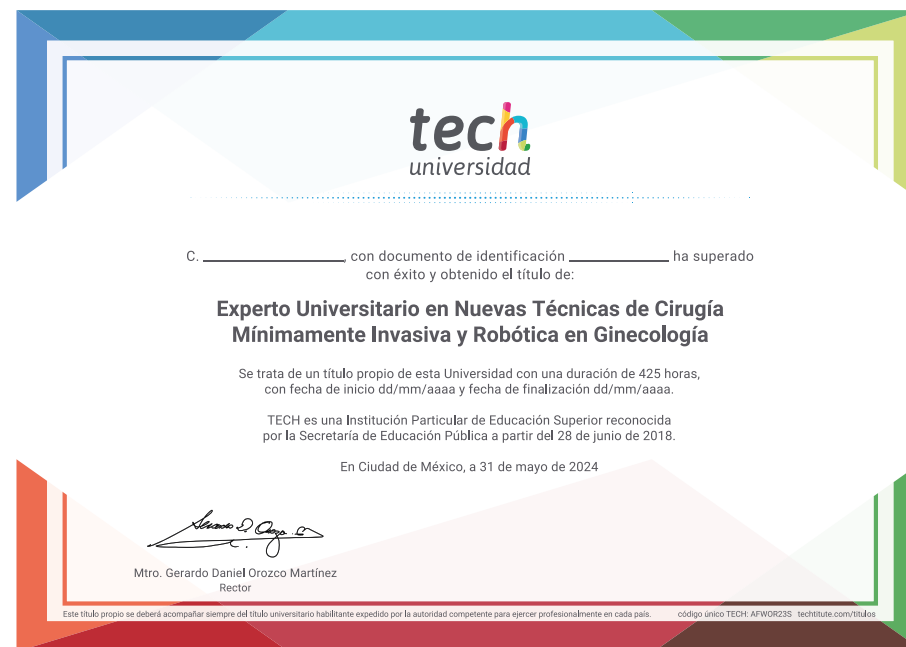 tech
universidad
C. ____________________, con documento de identificación ______________ ha superado
con éxito y obtenido el título de:
Experto Universitario en Nuevas Técnicas de Cirugía
Mínimamente Invasiva y Robótica en Ginecología
Se trata de un título propio de esta Universidad con una duración de 425 horas,
con fecha de inicio dd/mm/aaaa y fecha de finalización dd/mm/aaaa.
TECH es una Institución Particular de Educación Superior reconocida
por la Secretaría de Educación Pública a partir del 28 de junio de 2018.
En Ciudad de México, a 31 de mayo de 2024
Mtro. Gerardo Daniel Orozco Martínez
Rector
Este título propio se deberá acompañar siempre del título universitario habilitante expedido por la autoridad competente para ejercer profesionalmente en cada país. código único TECH: AFWOR23S techtitute.com/titulos